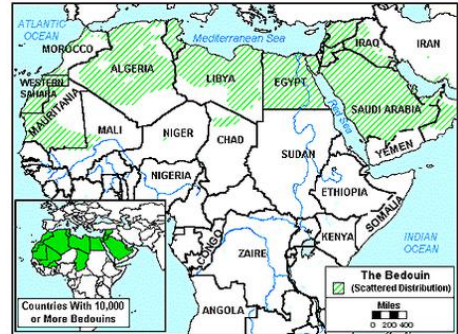 ATLANTIC
OCEAN
Mediterranean Sea
MOROCCO
ALGERIA
LIBYA
EGYPT
IRAQ
IRAN
WESTERN
SAHARA
MAURITANIA
SAUDI ARABIA
Red Sea
YEMEN
MALI
NIGER
CHAD
SUDAN
NIGERIA
ETHIOPIA
SOMALIA
CONGO
ZAIRE
KENYA
INDIAN
OCEAN
ANGOLA
Countries With 10,000
or More Bedouins
The Bedouin
(Scattered Distribution)
Miles
0 200 400